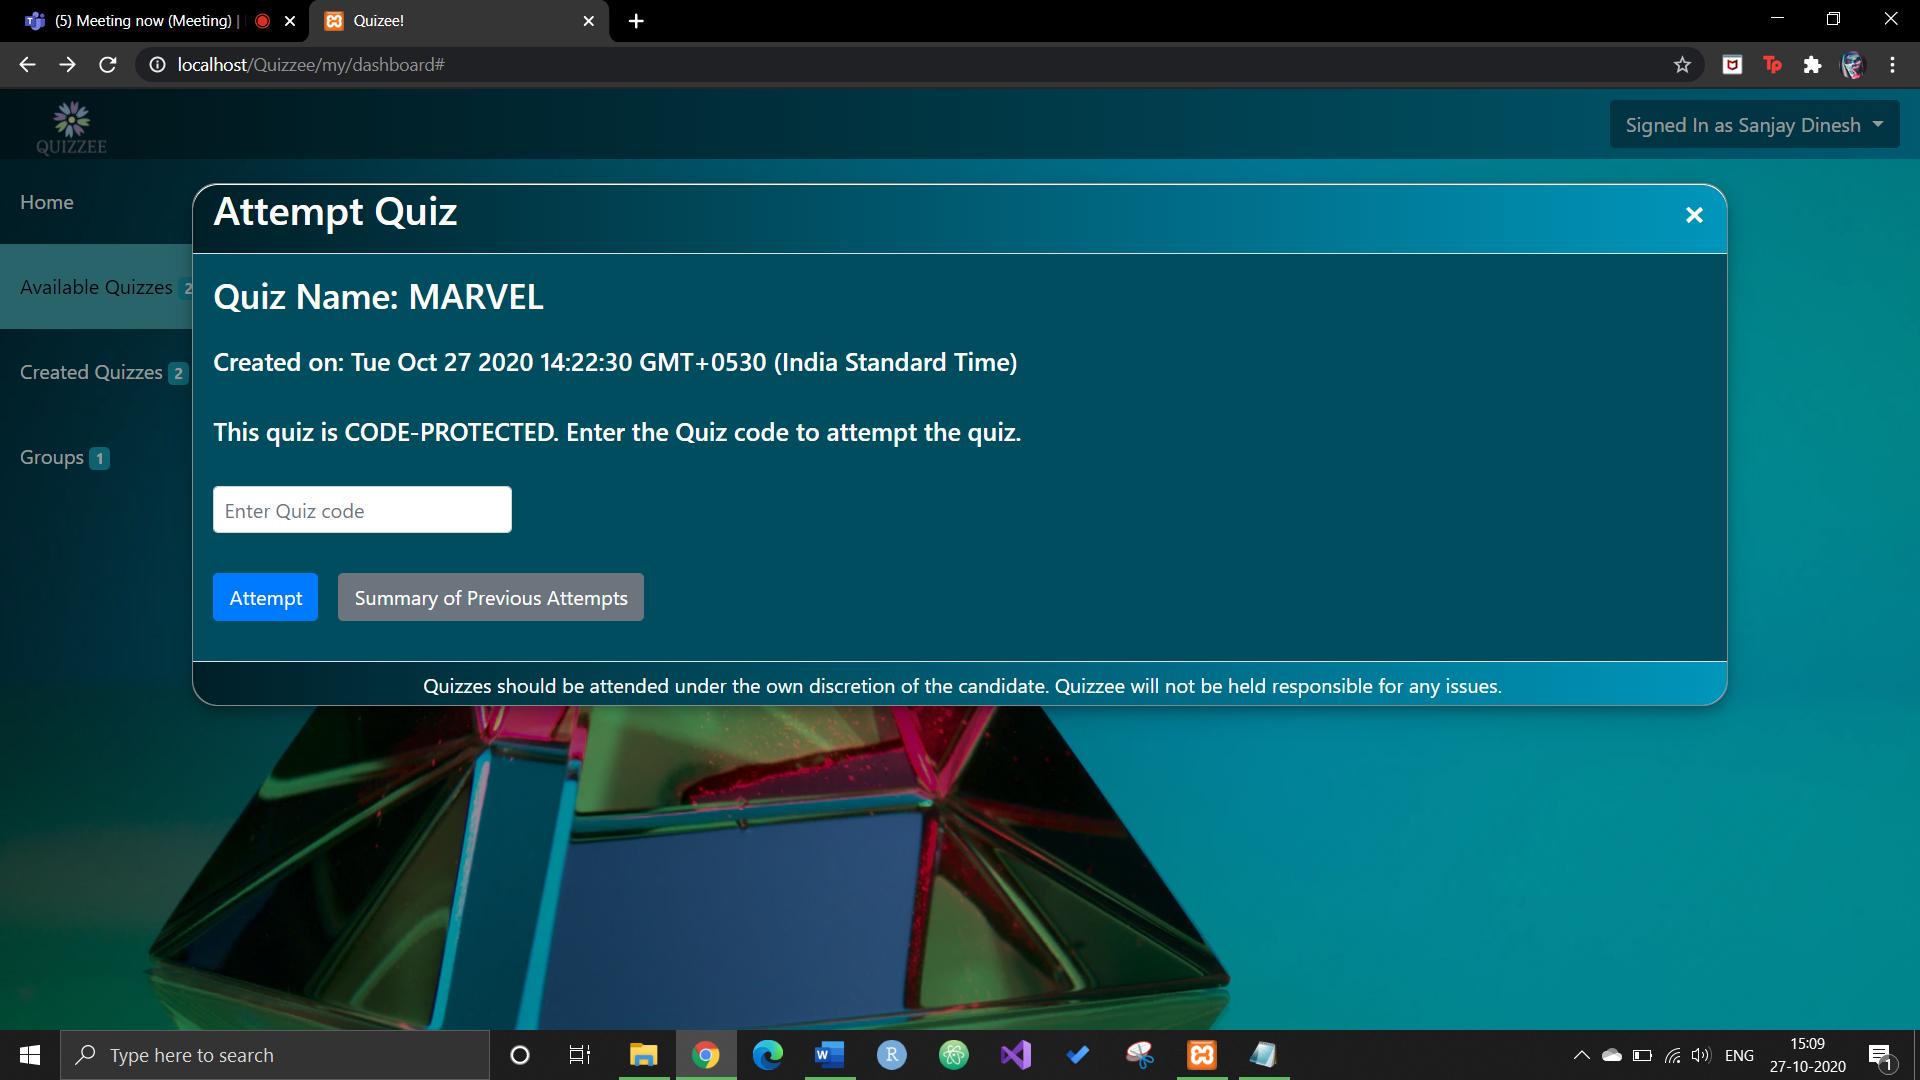 (5) Meeting now (Meeting) |
Quizee!
localhost/Quizzee/my/dashboard#
QUIZZEE
Signed In as Sanjay Dinesh
Home
Available Quizzes 2
Created Quizzes 2
Groups 1
Attempt Quiz
×
Quiz Name: MARVEL
Created on: Tue Oct 27 2020 14:22:30 GMT+0530 (India Standard Time)
This quiz is CODE-PROTECTED. Enter the Quiz code to attempt the quiz.
Enter Quiz code
Attempt
Summary of Previous Attempts
Quizzes should be attended under the own discretion of the candidate. Quizzee will not be held responsible for any issues.
Type here to search
ENG
15:09
27-10-2020
1